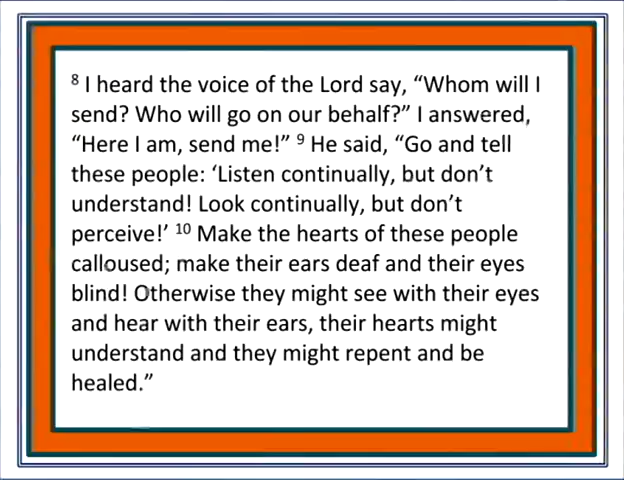 ⁸ I heard the voice of the Lord say, “Whom will I
send? Who will go on our behalf?” I answered,
“Here I am, send me!” ⁹ He said, “Go and tell
these people: ‘Listen continually, but don’t
understand! Look continually, but don’t
perceive!’ ¹⁰ Make the hearts of these people
calloused; make their ears deaf and their eyes
blind! Otherwise they might see with their eyes
and hear with their ears, their hearts might
understand and they might repent and be
healed.”